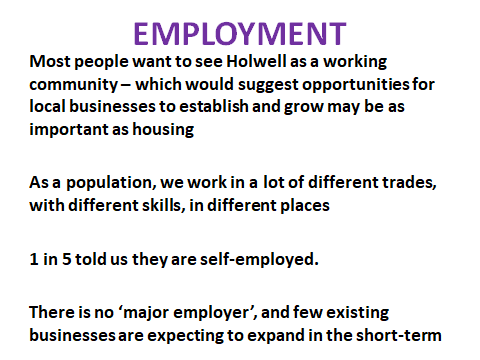 EMPLOYMENT
Most people want to see Holwell as a working
community – which would suggest opportunities for
local businesses to establish and grow may be as
important as housing
As a population, we work in a lot of different trades,
with different skills, in different places
1 in 5 told us they are self-employed.
There is no ‘major employer’, and few existing
businesses are expecting to expand in the short-term